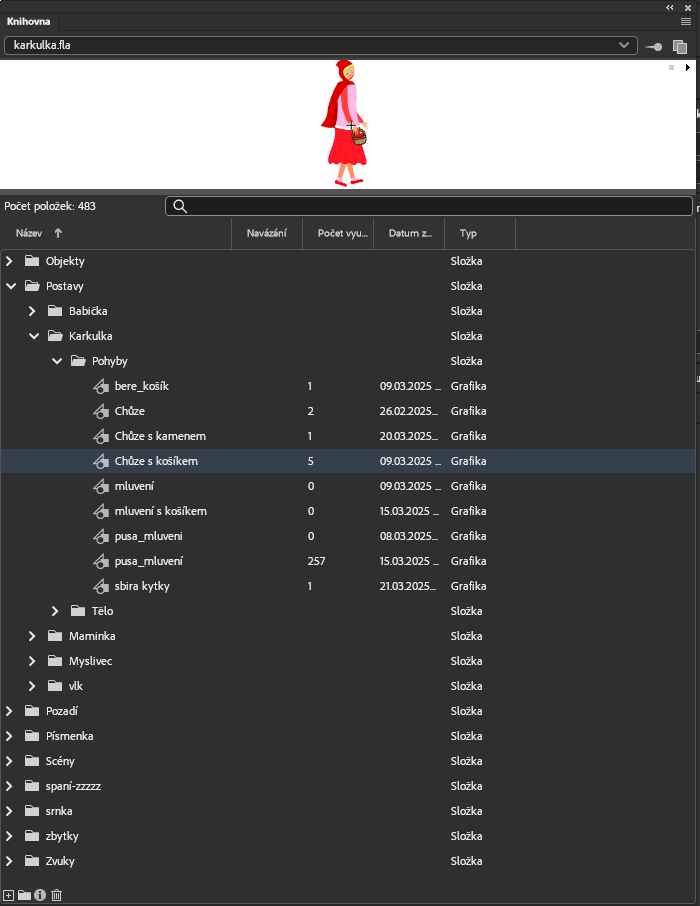 Knihovna
karkulka.fla
Počet položek: 483
Název Navázání Počet vyu... Datum z... Typ
Objekty Složka
Postavy Složka
Babička Složka
Karkulka Složka
Pohyby Složka
bere_košík 1 09.03.2025 ... Grafika
Chůze 2 26.02.2025... Grafika
Chůze s kamenem 1 20.03.2025... Grafika
Chůze s košíkem 5 09.03.2025 ... Grafika
mluvení 0 09.03.2025 ... Grafika
mluvení s košíkem 0 15.03.2025 ... Grafika
pusa_mluveni 0 08.03.2025... Grafika
pusa_mluvení 257 15.03.2025 ... Grafika
sbira kytky 1 21.03.2025... Grafika
Tělo Složka
Maminka Složka
Myslivec Složka
vlk Složka
Pozadí Složka
Písmenka Složka
Scény Složka
spaní-zzzzz Složka
srnka Složka
zbytky Složka
Zvuky Složka